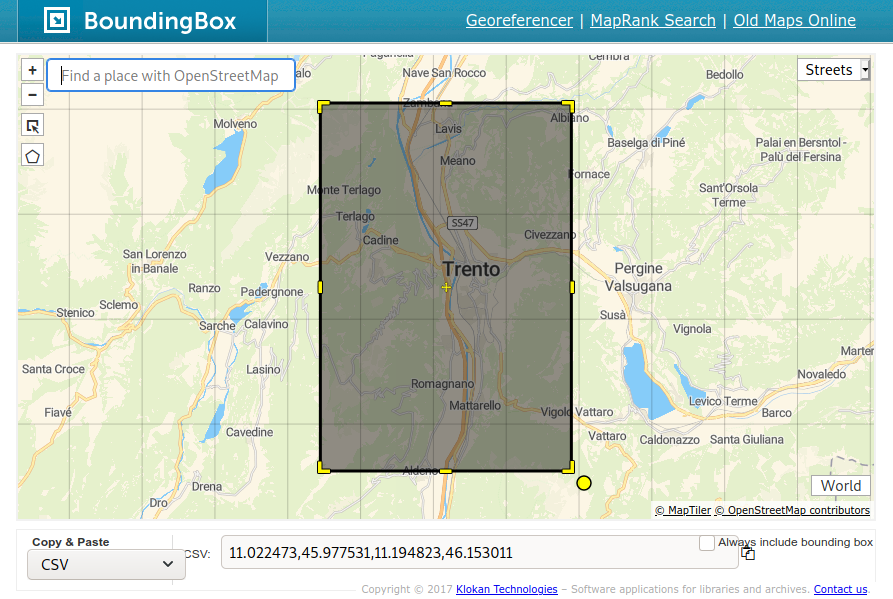 BoundingBox
Georeferencer | MapRank Search | Old Maps Online
+
Find a place with OpenStreetMap
−
Streets
Nave San Rocco
Cembra
Bedollo
Zamba
Albiano
Molveno
Lavis
Baselga di Piné
Palai en Bersntol -
Palù del Fersina
Meano
Fornace
Monte Terlago
Sant'Orsola
Terme
Terlago
SS47
Cadine
Civezzano
San Lorenzo
in Banale
Vezzano
Trento
Pergine
Valsugana
Ranzo
Padergnone
Stenico
Sclemo
Sarche
Calavino
Susà
Vignola
Santa Croce
Lasino
Romagnano
Marter
Novaledo
Fiavé
Mattarello
Vigolo Vattaro
Levico Terme
Barco
Cavedine
Vattaro
Caldonazzo
Santa Giuliana
Aldeno
Drena
Dro
World
© MapTiler © OpenStreetMap contributors
Copy & Paste
CSV
CSV:
11.022473,45.977531,11.194823,46.153011
Always include bounding box
Copyright © 2017 Klokan Technologies – Software applications for libraries and archives. Contact us.